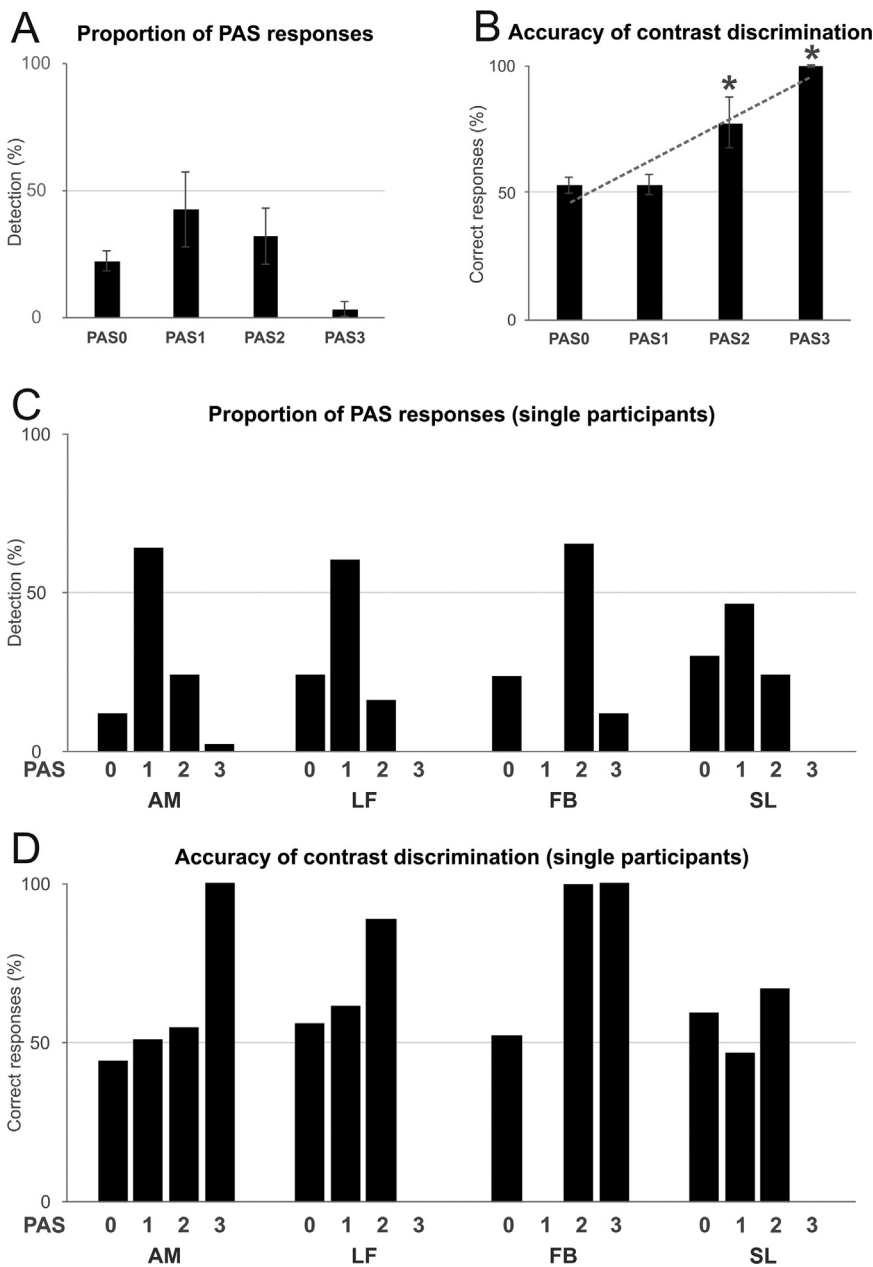 A
Proportion of PAS responses
100
50
0
Detection (%)
PAS0 PAS1 PAS2 PAS3
B
Accuracy of contrast discrimination
100
50
0
Correct responses (%)
* *
PAS0 PAS1 PAS2 PAS3
C
Proportion of PAS responses (single participants)
100
50
0
Detection (%)
PAS 0 1 2 3 0 1 2 3 0 1 2 3 0 1 2 3
AM LF FB SL
D
Accuracy of contrast discrimination (single participants)
100
50
0
Correct responses (%)
PAS 0 1 2 3 0 1 2 3 0 1 2 3 0 1 2 3
AM LF FB SL